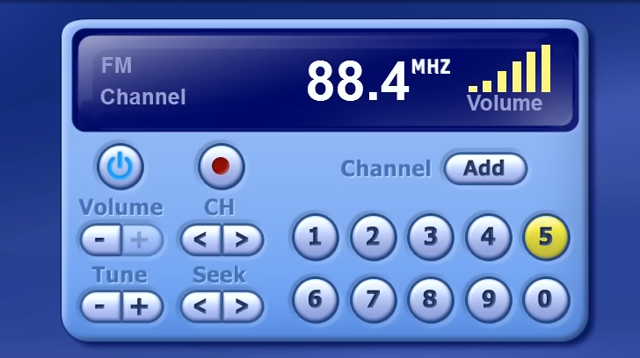 FM
Channel
88.4 MHZ
Volume
Channel Add
Volume CH
- + < >
1 2 3 4 5
Tune Seek
- + < >
6 7 8 9 0